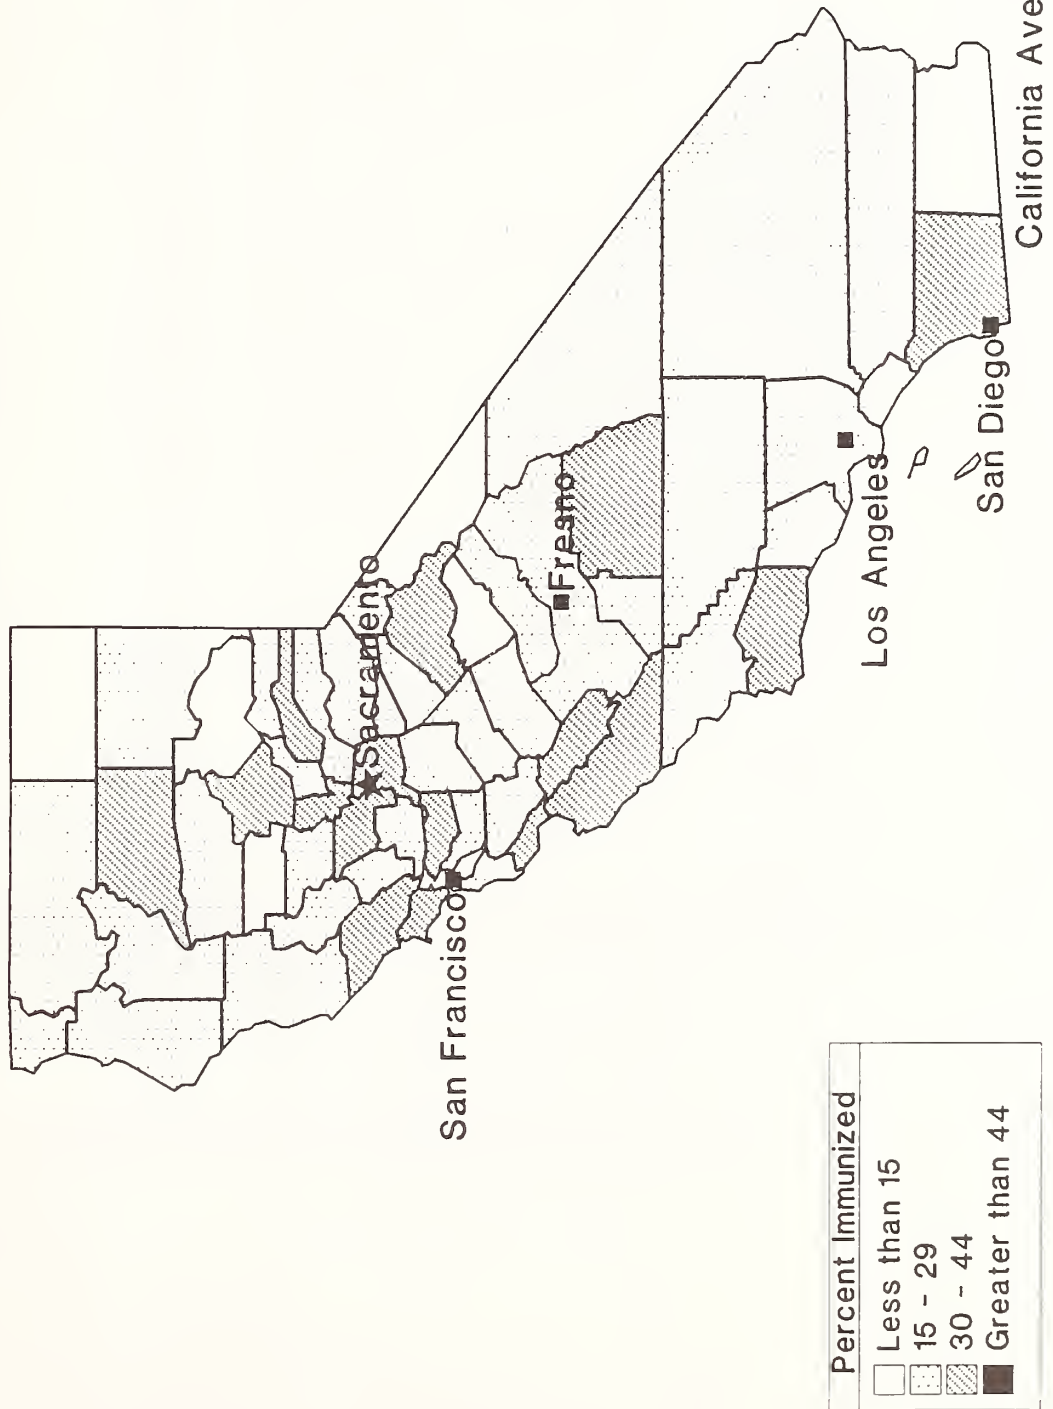 Sacramento
Fresno
San Francisco
Los Angeles
San Diego
California Ave
Percent Immunized
Less than 15
15 - 29
30 - 44
Greater than 44